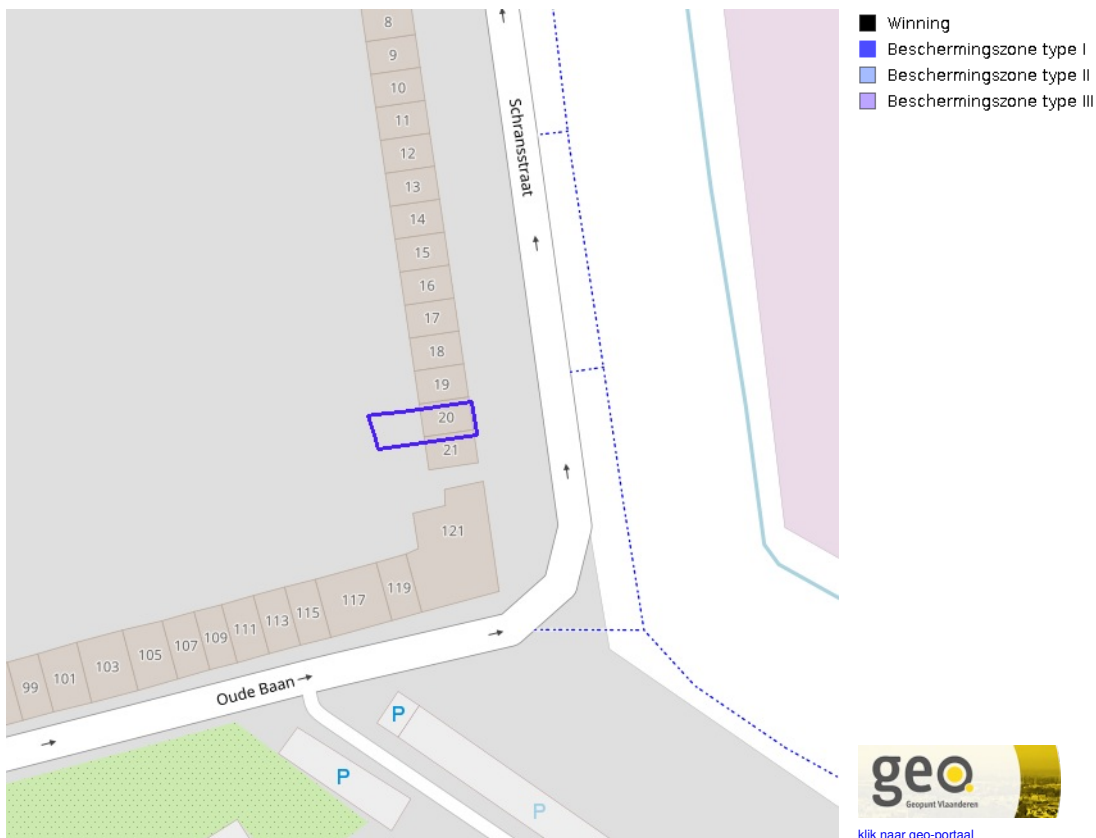 Winning
Beschermingszone type I
Beschermingszone type II
Beschermingszone type III
8
9
10
11
12
13
14
15
16
17
18
19
20
21
Schransstraat
121
119
117
115
113
111
109
107
105
103
101
99
Oude Baan
P
P
P
geo.
Geopunt Vlaanderen
klik naar geo-portaal